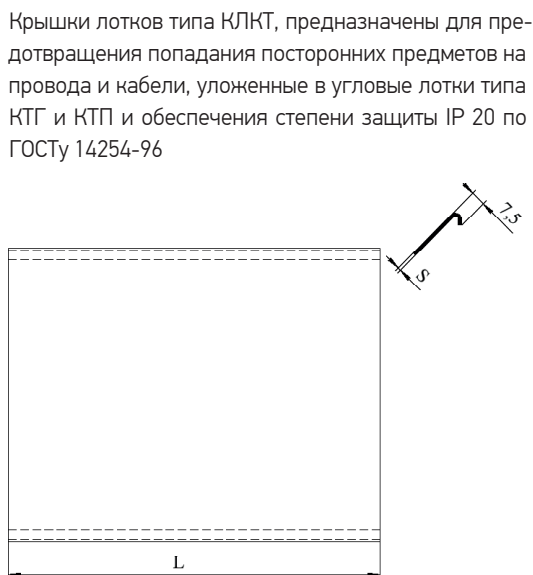 Крышки лотков типа КЛКТ, предназначены для пре-
дотвращения попадания посторонних предметов на
провода и кабели, уложенные в угловые лотки типа
КТГ и КТП и обеспечения степени защиты IP 20 по
ГОСТу 14254-96
7,5
S
L